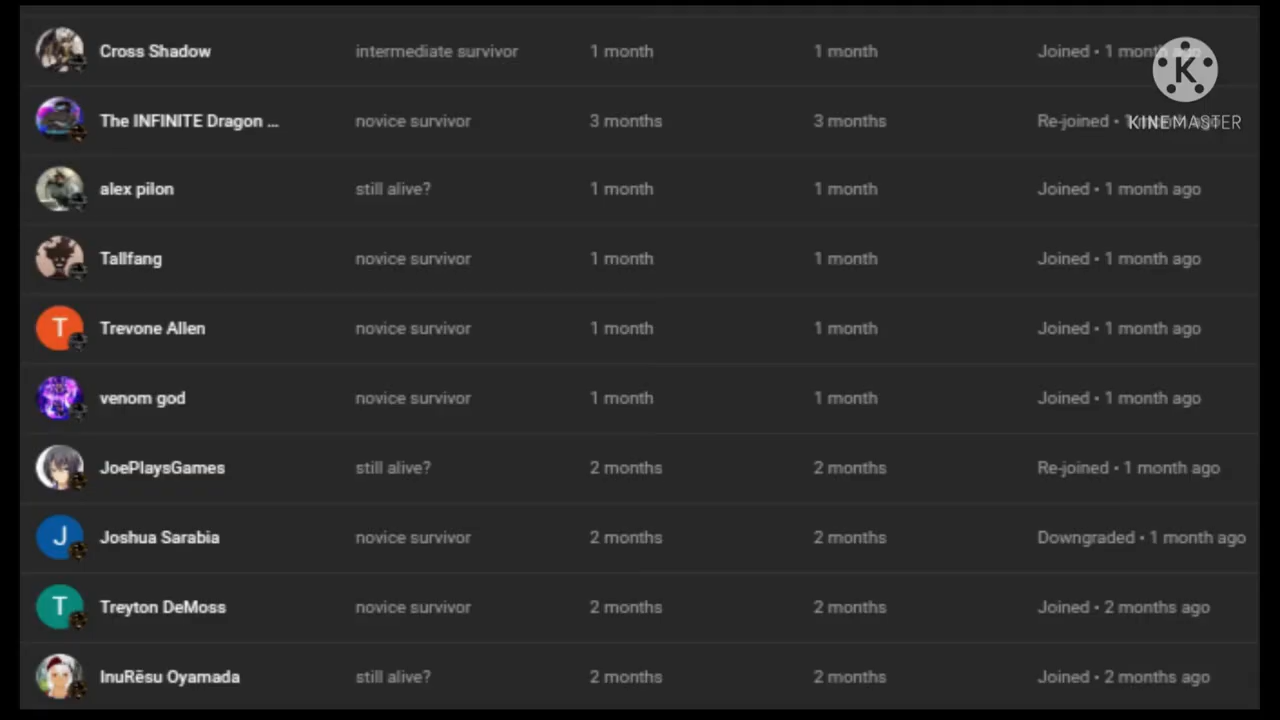 Cross Shadow intermediate survivor 1 month 1 month Joined • 1 month ago
The INFINITE Dragon ... novice survivor 3 months 3 months Re-joined • 1 month ago
K
KINEMASTER
alex pilon still alive? 1 month 1 month Joined • 1 month ago
Tallfang novice survivor 1 month 1 month Joined • 1 month ago
T Trevone Allen novice survivor 1 month 1 month Joined • 1 month ago
venom god novice survivor 1 month 1 month Joined • 1 month ago
JoePlaysGames still alive? 2 months 2 months Re-joined • 1 month ago
J Joshua Sarabia novice survivor 2 months 2 months Downgraded • 1 month ago
T Treyton DeMoss novice survivor 2 months 2 months Joined • 2 months ago
InuRēsu Oyamada still alive? 2 months 2 months Joined • 2 months ago